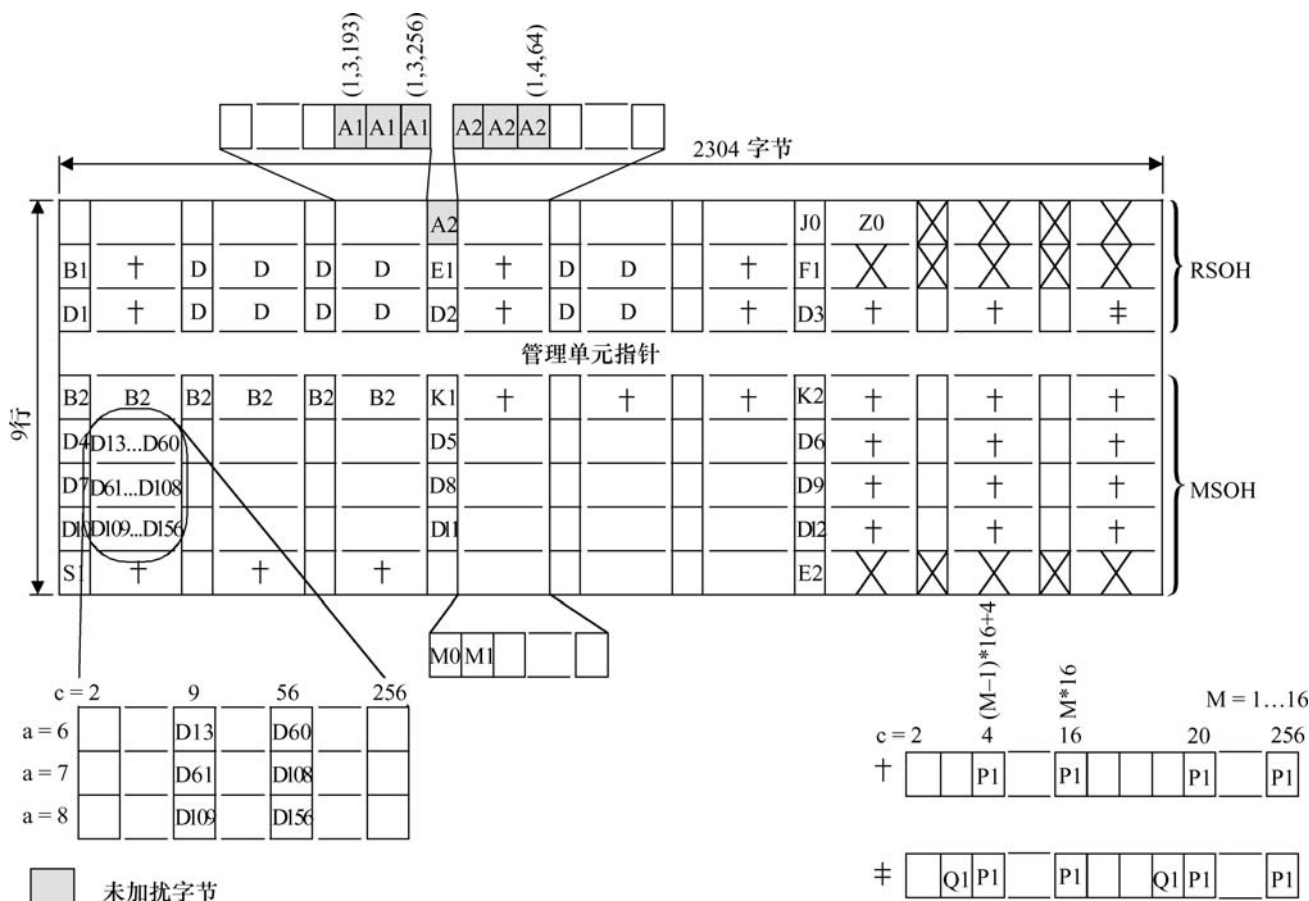 (1,3,193)
(1,3,256)
(1,4,64)
A1 A1 A1 A2 A2 A2
2304 字节
A2 J0 Z0
B1 † D D D D E1 † D D † F1
RSOH
D1 † D D D D D2 † D D † D3 † † ‡
管理单元指针
9行
B2 B2 B2 B2 B2 B2 K1 † † † K2 † † †
D4 D13...D60 D5 D6 † † †
D7 D61...D108 D8 D9 † † †
MSOH
D10 D109...D156 D11 D12 † † †
S1 † † † E2
M0 M1
c = 2 9 56 256
a = 6 D13 D60
a = 7 D61 D108
a = 8 D109 D156
(M–1)*16+4
M*16
M = 1…16
c = 2 4 16 20 256
† P1 P1 P1 P1
‡ Q1 P1 P1 Q1 P1 P1
未加扰字节